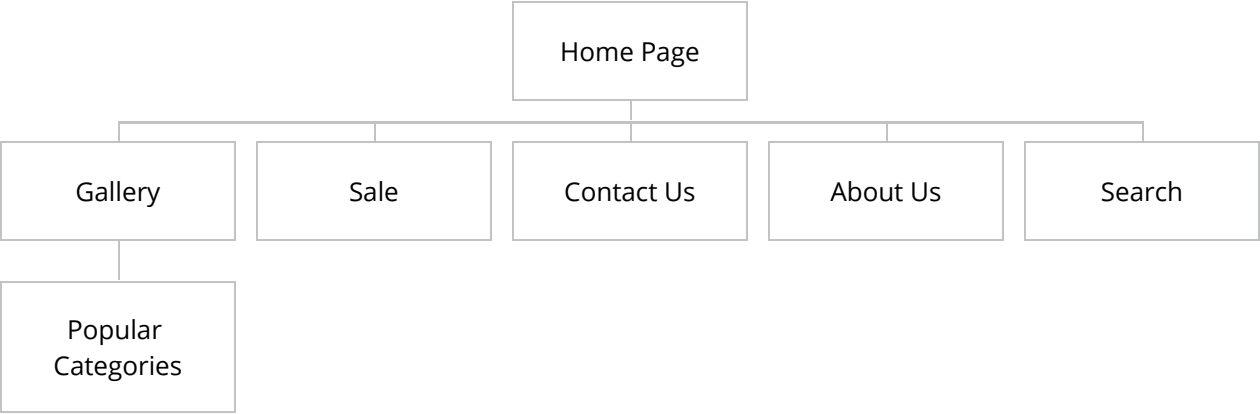 Home Page
Gallery
Sale
Contact Us
About Us
Search
Popular
Categories